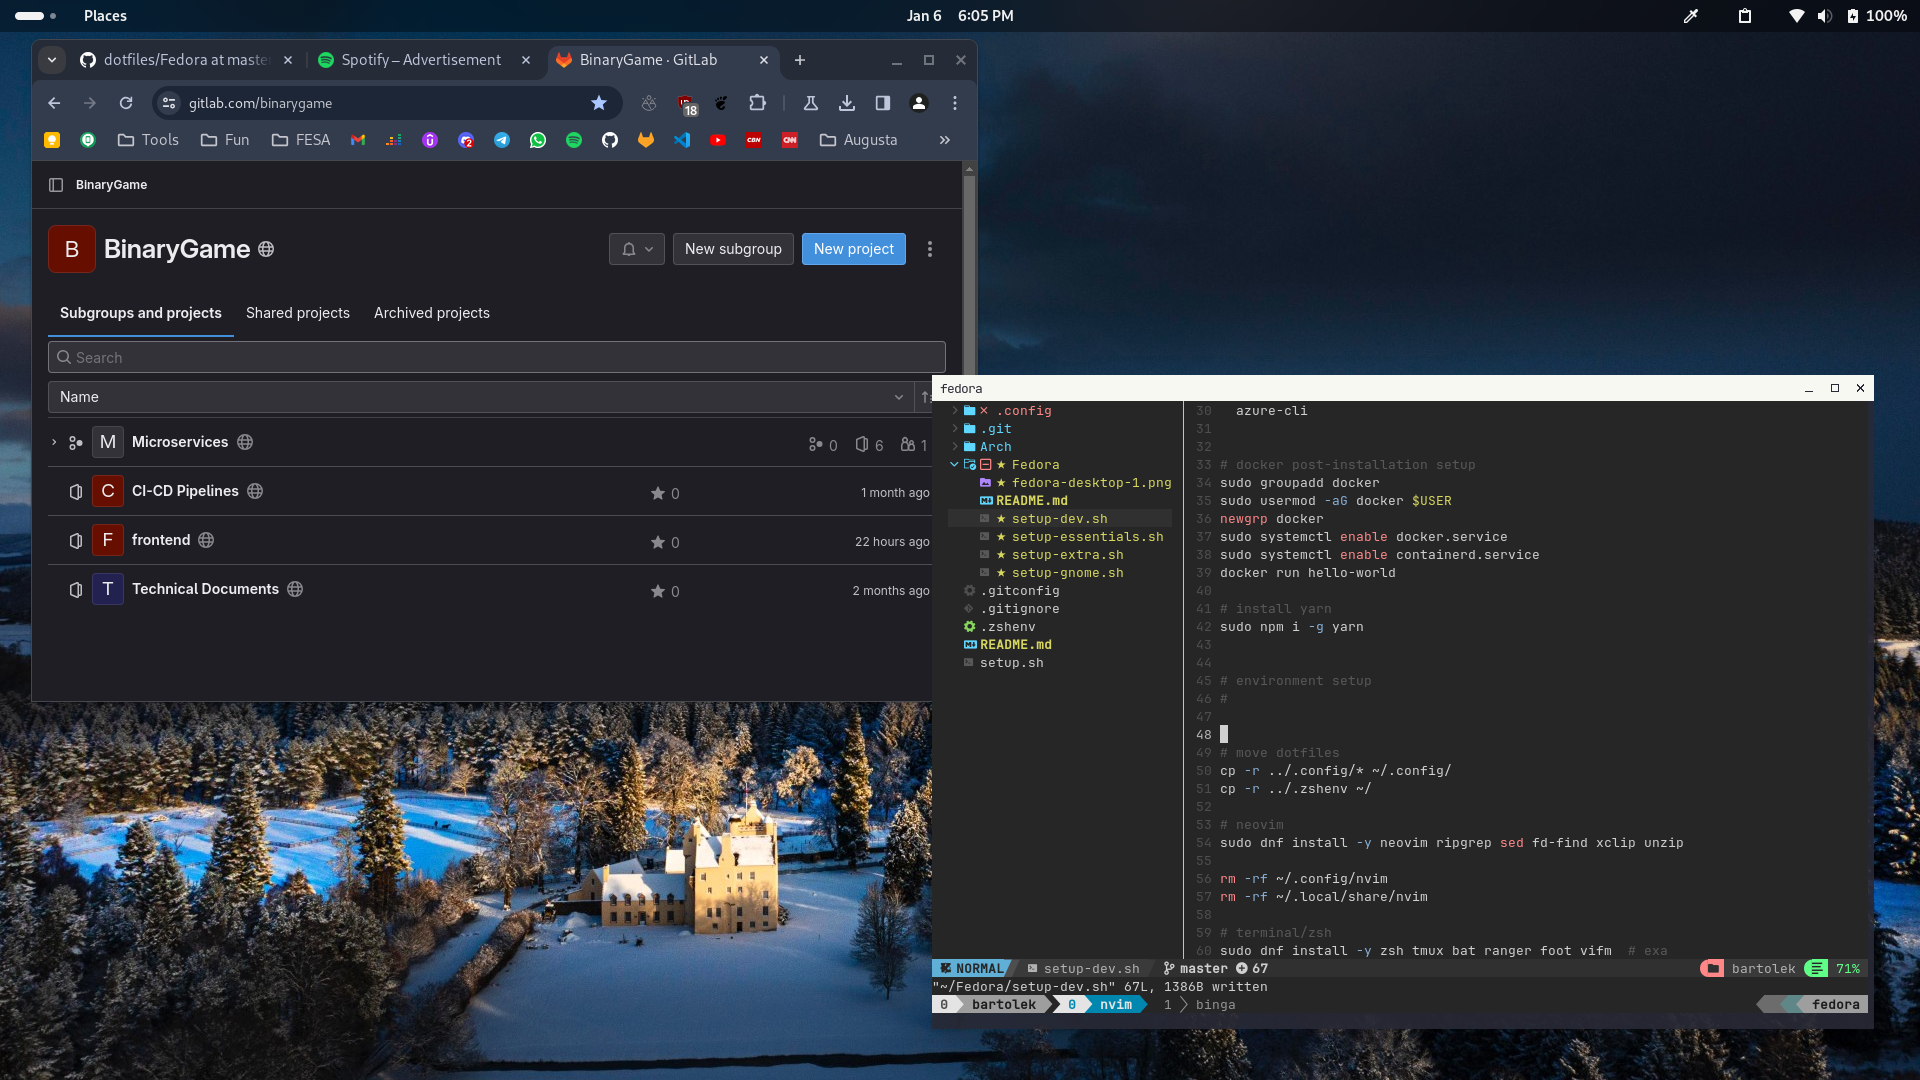 Places
Jan 6 6:05 PM
100%
dotfiles/Fedora at maste
Spotify – Advertisement
BinaryGame · GitLab
gitlab.com/binarygame
18
Tools
Fun
FESA
2
CBN
CNN
Augusta
BinaryGame
B
BinaryGame
New subgroup
New project
Subgroups and projects
Shared projects
Archived projects
Search
Name
M Microservices 0 6 1
C CI-CD Pipelines 0 1 month ago
F frontend 0 22 hours ago
T Technical Documents 0 2 months ago
fedora
.config
.git
Arch
Fedora
fedora-desktop-1.png
README.md
setup-dev.sh
setup-essentials.sh
setup-extra.sh
setup-gnome.sh
.gitconfig
.gitignore
.zshenv
README.md
setup.sh
30 azure-cli
31
32
33 # docker post-installation setup
34 sudo groupadd docker
35 sudo usermod -aG docker $USER
36 newgrp docker
37 sudo systemctl enable docker.service
38 sudo systemctl enable containerd.service
39 docker run hello-world
40
41 # install yarn
42 sudo npm i -g yarn
43
44
45 # environment setup
46 #
47
48
49 # move dotfiles
50 cp -r ../.config/* ~/.config/
51 cp -r ../.zshenv ~/
52
53 # neovim
54 sudo dnf install -y neovim ripgrep sed fd-find xclip unzip
55
56 rm -rf ~/.config/nvim
57 rm -rf ~/.local/share/nvim
58
59 # terminal/zsh
60 sudo dnf install -y zsh tmux bat ranger foot vifm # exa
NORMAL setup-dev.sh master 67 bartolek 71%
"~/Fedora/setup-dev.sh" 67L, 1386B written
0 bartolek 0 nvim 1 binga fedora